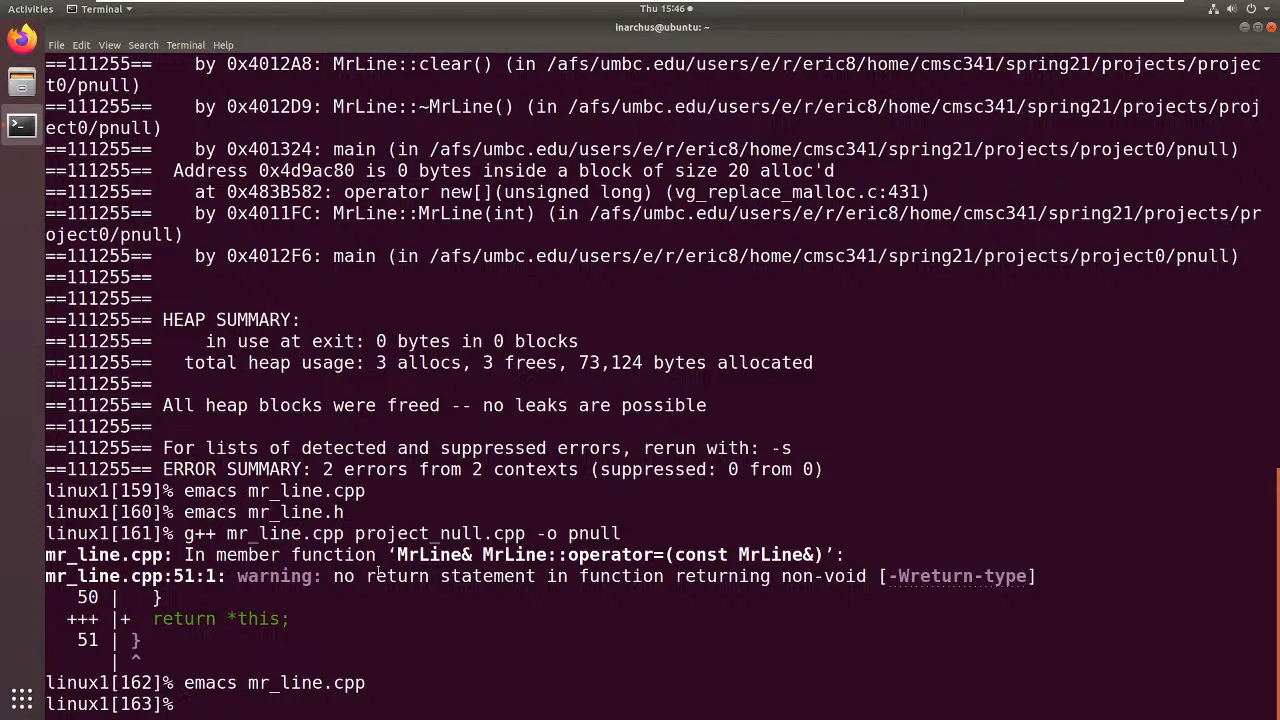 Activities Terminal Thu 15:46
inarchus@ubuntu: ~
File Edit View Search Terminal Help
==111255==    by 0x4012A8: MrLine::clear() (in /afs/umbc.edu/users/e/r/eric8/home/cmsc341/spring21/projects/projec
t0/pnull)
==111255==    by 0x4012D9: MrLine::~MrLine() (in /afs/umbc.edu/users/e/r/eric8/home/cmsc341/spring21/projects/proj
ect0/pnull)
==111255==    by 0x401324: main (in /afs/umbc.edu/users/e/r/eric8/home/cmsc341/spring21/projects/project0/pnull)
==111255==  Address 0x4d9ac80 is 0 bytes inside a block of size 20 alloc'd
==111255==    at 0x483B582: operator new[](unsigned long) (vg_replace_malloc.c:431)
==111255==    by 0x4011FC: MrLine::MrLine(int) (in /afs/umbc.edu/users/e/r/eric8/home/cmsc341/spring21/projects/pr
oject0/pnull)
==111255==    by 0x4012F6: main (in /afs/umbc.edu/users/e/r/eric8/home/cmsc341/spring21/projects/project0/pnull)
==111255==
==111255==
==111255== HEAP SUMMARY:
==111255==     in use at exit: 0 bytes in 0 blocks
==111255==   total heap usage: 3 allocs, 3 frees, 73,124 bytes allocated
==111255==
==111255== All heap blocks were freed -- no leaks are possible
==111255==
==111255== For lists of detected and suppressed errors, rerun with: -s
==111255== ERROR SUMMARY: 2 errors from 2 contexts (suppressed: 0 from 0)
linux1[159]% emacs mr_line.cpp
linux1[160]% emacs mr_line.h
linux1[161]% g++ mr_line.cpp project_null.cpp -o pnull
mr_line.cpp: In member function ‘MrLine& MrLine::operator=(const MrLine&)’:
mr_line.cpp:51:1: warning: no return statement in function returning non-void [-Wreturn-type]
   50 |   }
  +++ |+  return *this;
   51 | }
      | ^
linux1[162]% emacs mr_line.cpp
linux1[163]%